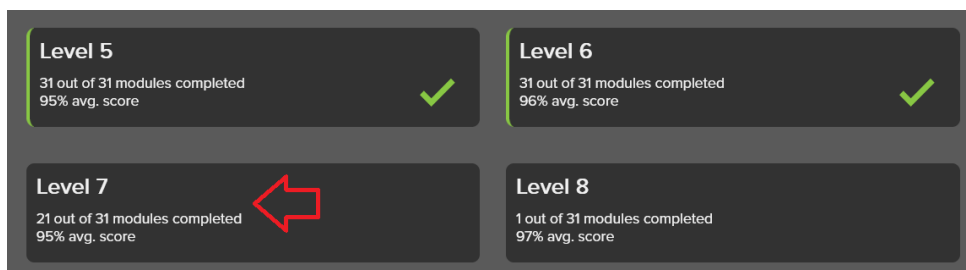 Level 5
31 out of 31 modules completed
95% avg. score
Level 6
31 out of 31 modules completed
96% avg. score
Level 7
21 out of 31 modules completed
95% avg. score
Level 8
1 out of 31 modules completed
97% avg. score